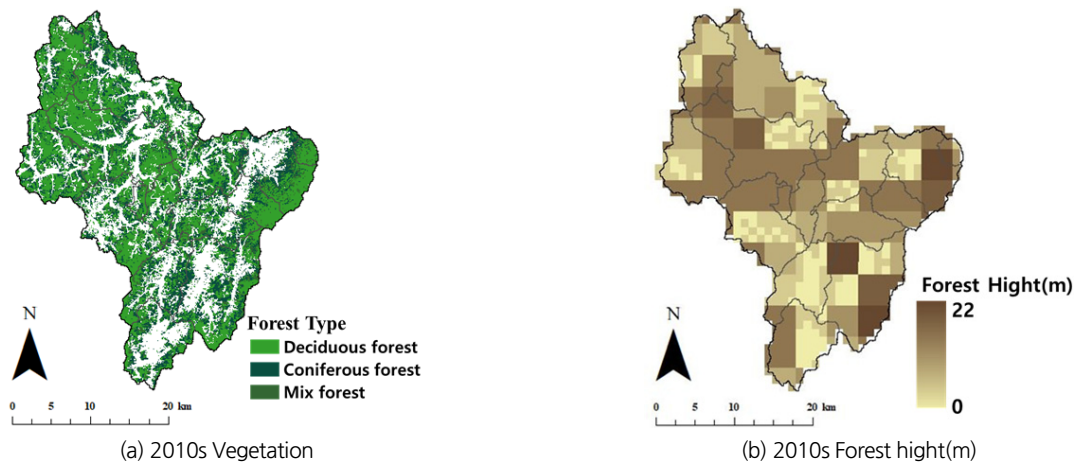 N
Forest Type
Deciduous forest
Coniferous forest
Mix forest
0 5 10 20 km
(a) 2010s Vegetation
N
Forest Hight(m)
22
0
0 5 10 20 km
(b) 2010s Forest hight(m)